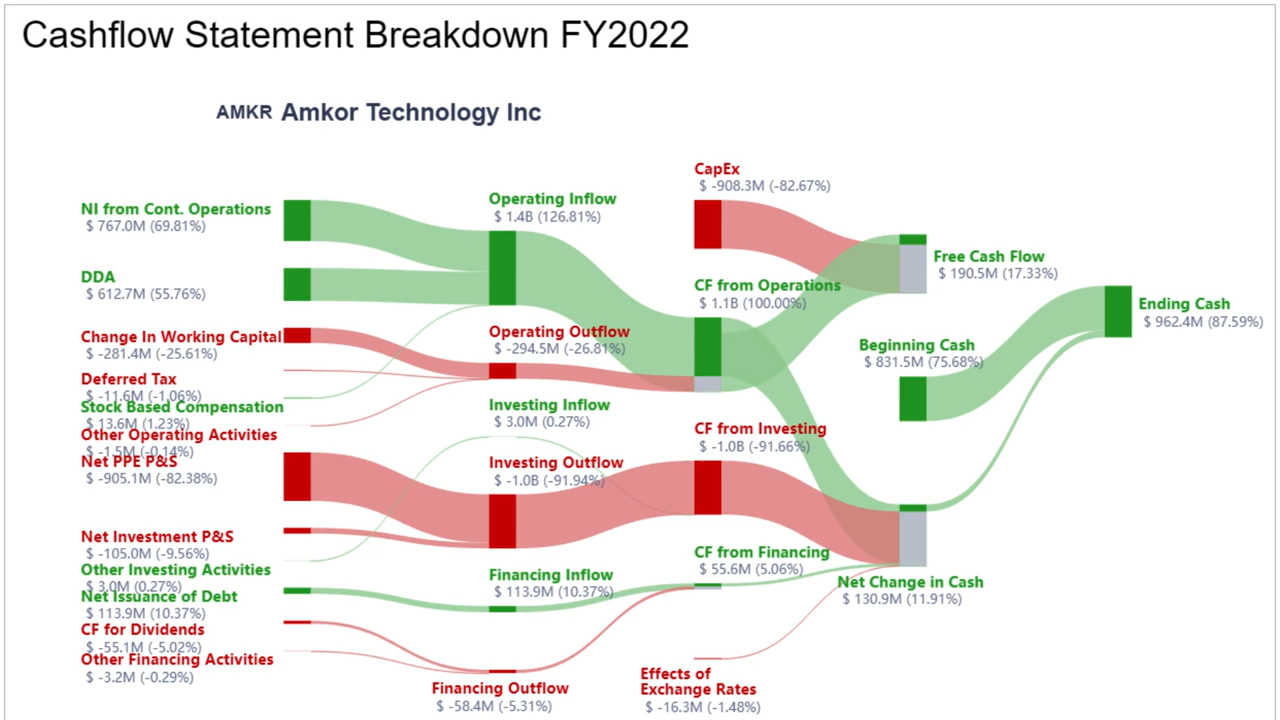 Cashflow Statement Breakdown FY2022
AMKR Amkor Technology Inc
NI from Cont. Operations
$ 767.0M (69.81%)
DDA
$ 612.7M (55.76%)
Change In Working Capital
$ -281.4M (-25.61%)
Deferred Tax
$ -11.6M (-1.06%)
Stock Based Compensation
$ 13.6M (1.23%)
Other Operating Activities
$ -1.5M (-0.14%)
Net PPE P&S
$ -905.1M (-82.38%)
Net Investment P&S
$ -105.0M (-9.56%)
Other Investing Activities
$ 3.0M (0.27%)
Net Issuance of Debt
$ 113.9M (10.37%)
CF for Dividends
$ -55.1M (-5.02%)
Other Financing Activities
$ -3.2M (-0.29%)
Operating Inflow
$ 1.4B (126.81%)
Operating Outflow
$ -294.5M (-26.81%)
Investing Inflow
$ 3.0M (0.27%)
Investing Outflow
$ -1.0B (-91.94%)
Financing Inflow
$ 113.9M (10.37%)
Financing Outflow
$ -58.4M (-5.31%)
CapEx
$ -908.3M (-82.67%)
CF from Operations
$ 1.1B (100.00%)
CF from Investing
$ -1.0B (-91.66%)
CF from Financing
$ 55.6M (5.06%)
Effects of
Exchange Rates
$ -16.3M (-1.48%)
Free Cash Flow
$ 190.5M (17.33%)
Beginning Cash
$ 831.5M (75.68%)
Net Change in Cash
$ 130.9M (11.91%)
Ending Cash
$ 962.4M (87.59%)